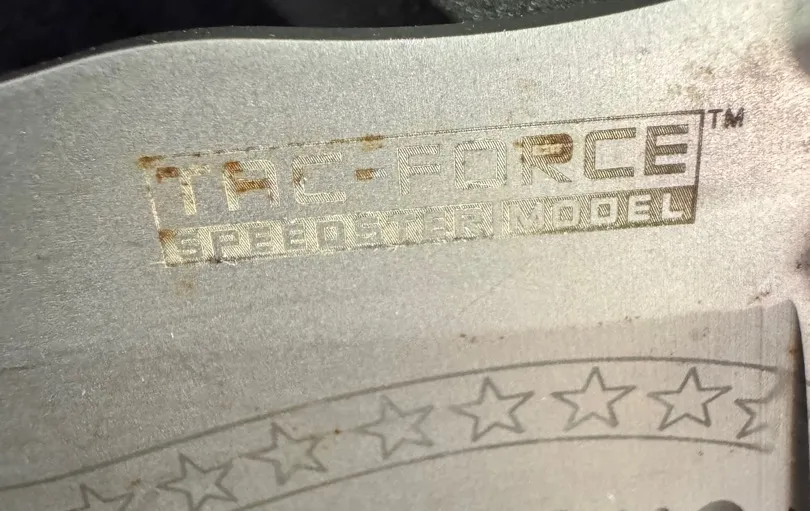 TAC-FORCE™
SPEEDSTER MODEL